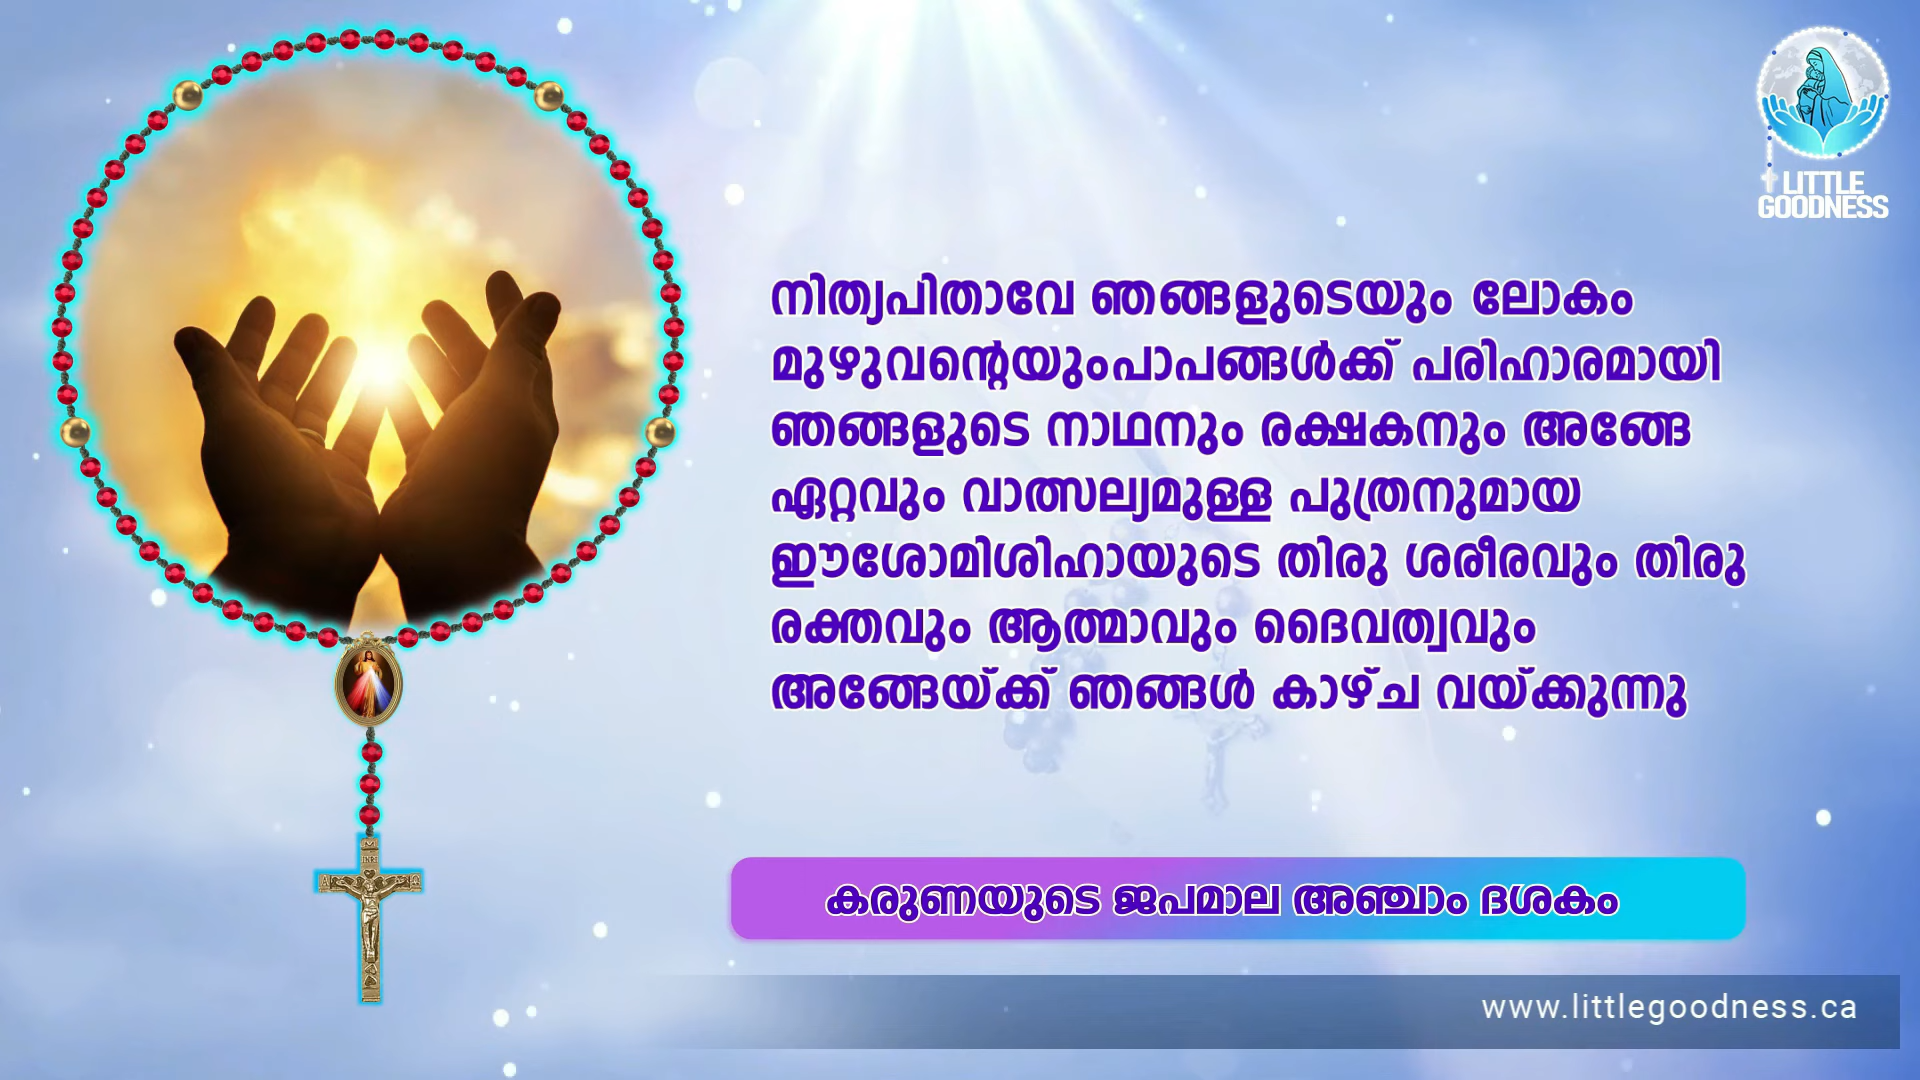 LITTLE
GOODNESS
നിത്യപിതാവേ ഞങ്ങളുടെയും ലോകം
മുഴുവന്റെയുംപാപങ്ങൾക്ക് പരിഹാരമായി
ഞങ്ങളുടെ നാഥനും രക്ഷകനും അങ്ങേ
ഏറ്റവും വാത്സല്യമുള്ള പുത്രനുമായ
ഈശോമിശിഹായുടെ തിരു ശരീരവും തിരു
രക്തവും ആത്മാവും ദൈവത്വവും
അങ്ങേയ്ക്ക് ഞങ്ങൾ കാഴ്ച വയ്ക്കുന്നു
INRI
കരുണയുടെ ജപമാല അഞ്ചാം ദശകം
www.littlegoodness.ca